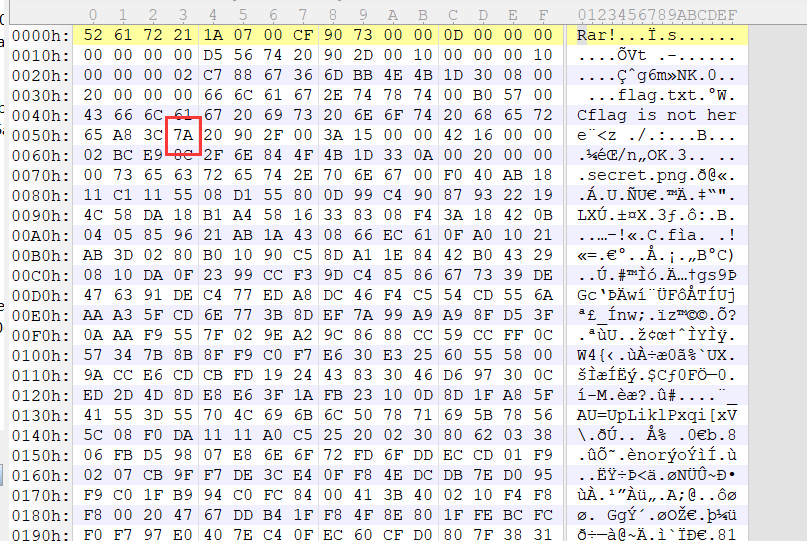 0 1 2 3 4 5 6 7 8 9 A B C D E F 0123456789ABCDEF
0000h: 52 61 72 21 1A 07 00 CF 90 73 00 00 0D 00 00 00 Rar!...Ï.s......
0010h: 00 00 00 00 D5 56 74 20 90 2D 00 10 00 00 00 10 ....ÕVt .-......
0020h: 00 00 00 02 C7 88 67 36 6D BB 4E 4B 1D 30 08 00 ....Çˆg6m»NK.0..
0030h: 20 00 00 00 66 6C 61 67 2E 74 78 74 00 B0 57 00  ...flag.txt.°W.
0040h: 43 66 6C 61 67 20 69 73 20 6E 6F 74 20 68 65 72 Cflag is not her
0050h: 65 A8 3C 7A 20 90 2F 00 3A 15 00 00 42 16 00 00 e¨<z ./.:...B...
0060h: 02 BC E9 8C 2F 6E 84 4F 4B 1D 33 0A 00 20 00 00 .¼éŒ/n„OK.3.. ..
0070h: 00 73 65 63 72 65 74 2E 70 6E 67 00 F0 40 AB 18 .secret.png.ð@«.
0080h: 11 C1 11 55 08 D1 55 80 0D 99 C4 90 87 93 22 19 .Á.U.ÑU€.™Ä.‡“".
0090h: 4C 58 DA 18 B1 A4 58 16 33 83 08 F4 3A 18 42 0B LXÚ.±¤X.3ƒ.ô:.B.
00A0h: 04 05 85 96 21 AB 1A 43 08 66 EC 61 0F A0 10 21 ..…–!«.C.fìa. .!
00B0h: AB 3D 02 80 B0 10 90 C5 8D A1 1E 84 42 B0 43 29 «=.€°..Å.¡.„B°C)
00C0h: 08 10 DA 0F 23 99 CC F3 9D C4 85 86 67 73 39 DE ..Ú.#™Ìó.Ä…†gs9Þ
00D0h: 47 63 91 DE C4 77 ED A8 DC 46 F4 C5 54 CD 55 6A Gc‘ÞÄwí¨ÜFôÅTÍUj
00E0h: AA A3 5F CD 6E 77 3B 8D EF 7A 99 A9 A9 8F D5 3F ª£_Ínw;.ïz™©©.Õ?
00F0h: 0A AA F9 55 7F 02 9E A2 9C 86 88 CC 59 CC FF 0C .ªùU..ž¢œ†ˆÌYÌÿ.
0100h: 57 34 7B 8B 8F F9 C0 F7 E6 30 E3 25 60 55 58 00 W4{‹.ùÀ÷æ0ã%`UX.
0110h: 9A CC E6 CD CB FD 19 24 43 83 30 46 D6 97 30 0C šÌæÍËý.$Cƒ0FÖ—0.
0120h: ED 2D 4D 8D E8 E6 3F 1A FB 23 10 0D 8D 1F A8 5F í-M.èæ?.û#....¨_
0130h: 41 55 3D 55 70 4C 69 6B 6C 50 78 71 69 5B 78 56 AU=UpLiklPxqi[xV
0140h: 5C 08 F0 DA 11 11 A0 C5 25 20 02 30 80 62 03 38 \.ðÚ.. Å% .0€b.8
0150h: 06 FB D5 98 07 E8 6E 6F 72 FD 6F DD EC CD 01 F9 .ûÕ˜.ènorýoÝìÍ.ù
0160h: 02 07 CB 9F F7 DE 3C E4 0F F8 4E DC DB 7E D0 95 ..ËŸ÷Þ<ä.øNÜÛ~Ð•
0170h: F9 C0 1F B9 94 C0 FC 84 00 41 3B 40 02 10 F4 F8 ùÀ.¹”Àü„.A;@..ôø
0180h: F8 00 20 47 67 DD B4 1F F8 4F 8E 80 1F FE BC FC ø. GgÝ´.øOŽ€.þ¼ü
0190h: F0 F7 97 E0 40 7E C4 0F EC 60 CF D0 80 7F 38 31 ð÷—à@~Ä.ì`ÏÐ€.81